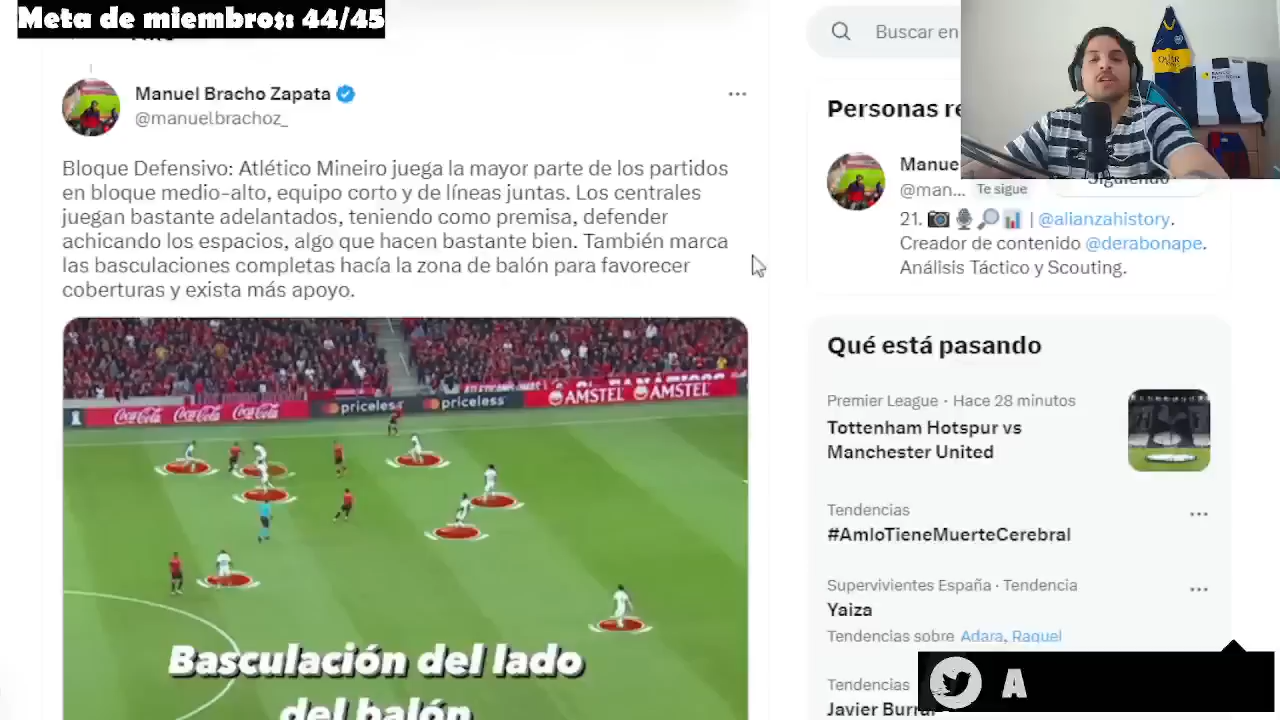 Meta de miembros: 44/45
Manuel Bracho Zapata
@manuelbrachoz_
Bloque Defensivo: Atlético Mineiro juega la mayor parte de los partidos
en bloque medio-alto, equipo corto y de líneas juntas. Los centrales
juegan bastante adelantados, teniendo como premisa, defender
achicando los espacios, algo que hacen bastante bien. También marca
las basculaciones completas hacía la zona de balón para favorecer
coberturas y exista más apoyo.
Coca-Cola Coca-Cola Coca-Cola priceless priceless AMSTEL AMSTEL
Basculación del lado
del balón
Buscar en
Personas re
Manue
@man... Te sigue
Siguiendo
21. | @alianzahistory.
Creador de contenido @derabonape.
Análisis Táctico y Scouting.
Qué está pasando
Premier League · Hace 28 minutos
Tottenham Hotspur vs
Manchester United
Tendencias
#AmloTieneMuerteCerebral
Supervivientes España · Tendencia
Yaiza
Tendencias sobre Adara, Raquel
Tendencias
Javier
A